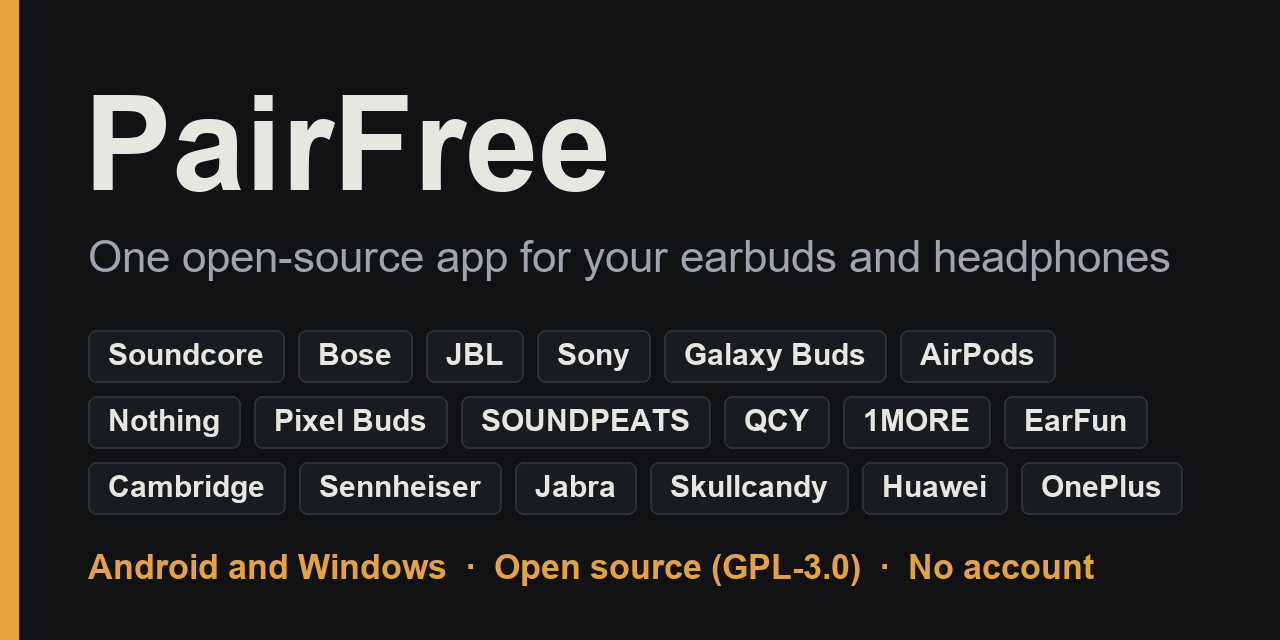 PairFree
One open-source app for your earbuds and headphones
Soundcore Bose JBL Sony Galaxy Buds AirPods
Nothing Pixel Buds SOUNDPEATS QCY 1MORE EarFun
Cambridge Sennheiser Jabra Skullcandy Huawei OnePlus
Android and Windows · Open source (GPL-3.0) · No account